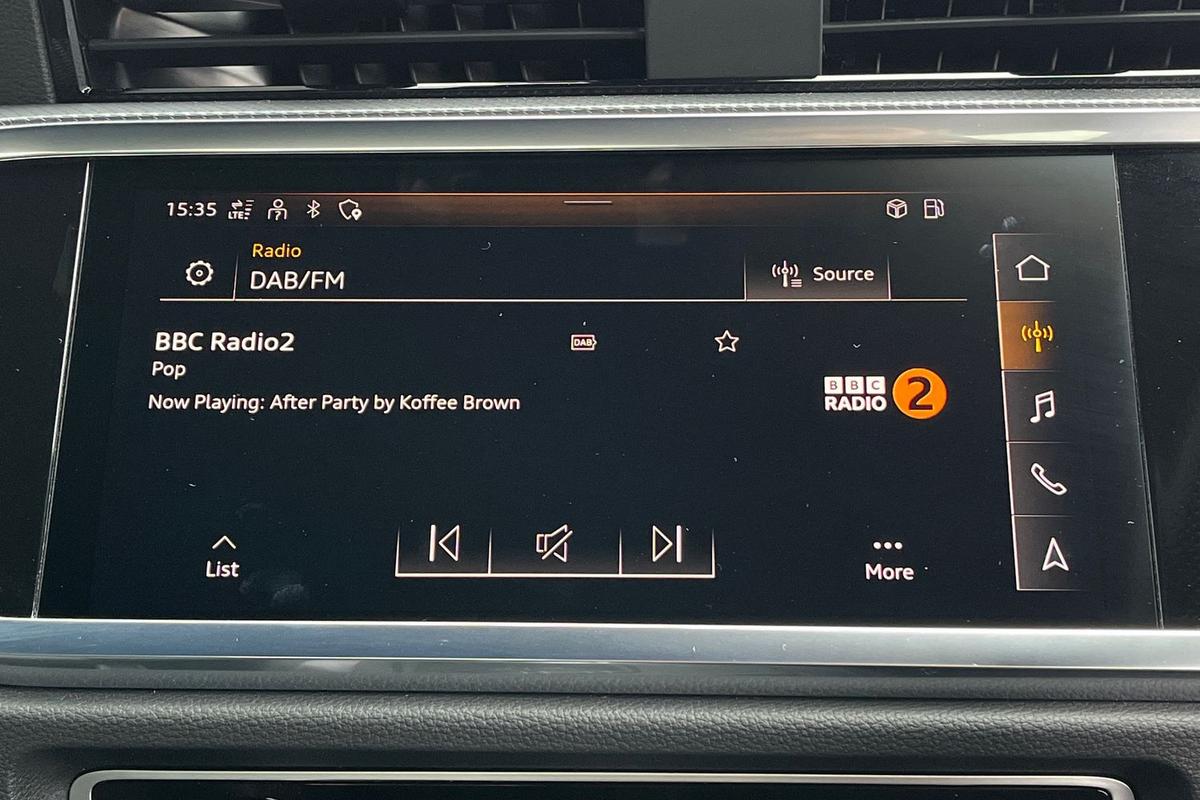 15:35 LTE
Radio
DAB/FM
Source
BBC Radio2
DAB
Pop
Now Playing: After Party by Koffee Brown
BBC
RADIO 2
List
More